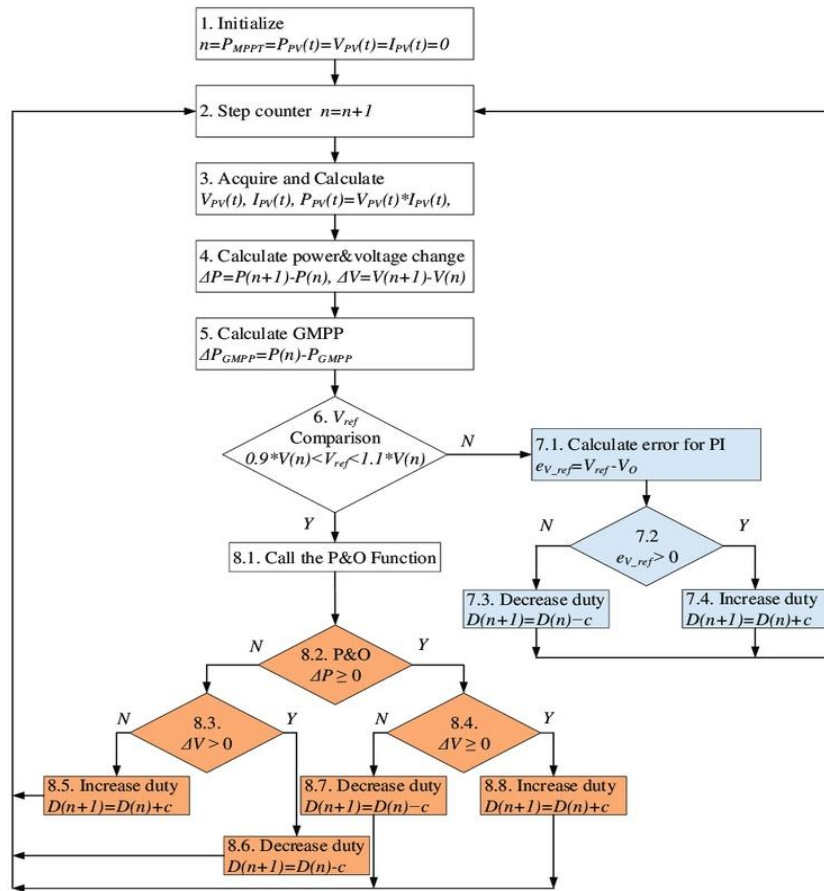 1. Initialize
n=P_MPPT=P_PV(t)=V_PV(t)=I_PV(t)=0
2. Step counter n=n+1
3. Acquire and Calculate
V_PV(t), I_PV(t), P_PV(t)=V_PV(t)*I_PV(t),
4. Calculate power&voltage change
ΔP=P(n+1)-P(n), ΔV=V(n+1)-V(n)
5. Calculate GMPP
ΔP_GMPP=P(n)-P_GMPP
6. V_ref
Comparison
0.9*V(n)<V_ref<1.1*V(n)
N
Y
7.1. Calculate error for PI
e_V_ref=V_ref-V_O
N
Y
7.2
e_V_ref>0
7.3. Decrease duty
D(n+1)=D(n)−c
7.4. Increase duty
D(n+1)=D(n)+c
8.1. Call the P&O Function
N
Y
8.2. P&O
ΔP≥0
N
Y
8.3.
ΔV>0
N
Y
8.4.
ΔV≥0
8.5. Increase duty
D(n+1)=D(n)+c
8.7. Decrease duty
D(n+1)=D(n)−c
8.8. Increase duty
D(n+1)=D(n)+c
8.6. Decrease duty
D(n+1)=D(n)-c